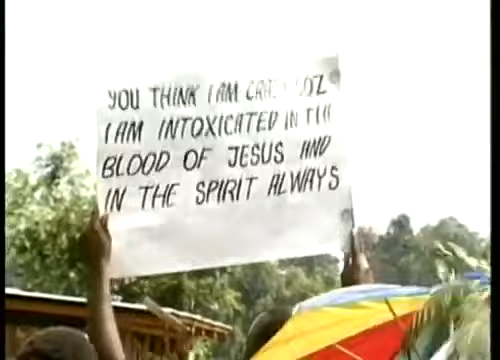 YOU THINK I AM
I AM INTOXICATED IN
BLOOD OF JESUS AND
IN THE SPIRIT ALWAYS